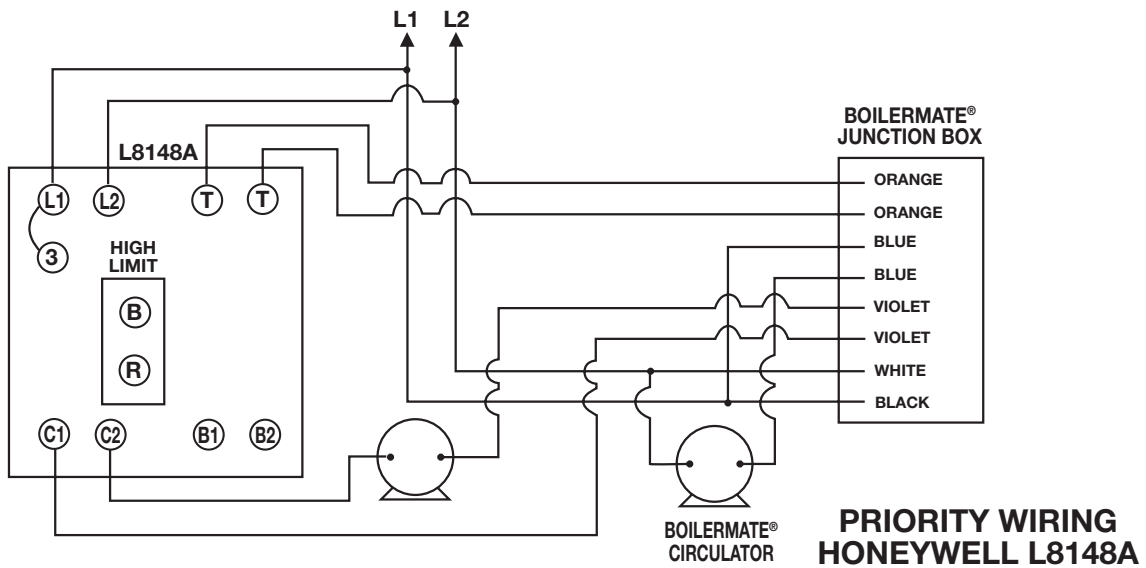 L1 L2
BOILERMATE®
JUNCTION BOX
L8148A
L1 L2 T T
3
HIGH
LIMIT
B
R
C1 C2 B1 B2
ORANGE
ORANGE
BLUE
BLUE
VIOLET
VIOLET
WHITE
BLACK
BOILERMATE®
CIRCULATOR
PRIORITY WIRING
HONEYWELL L8148A